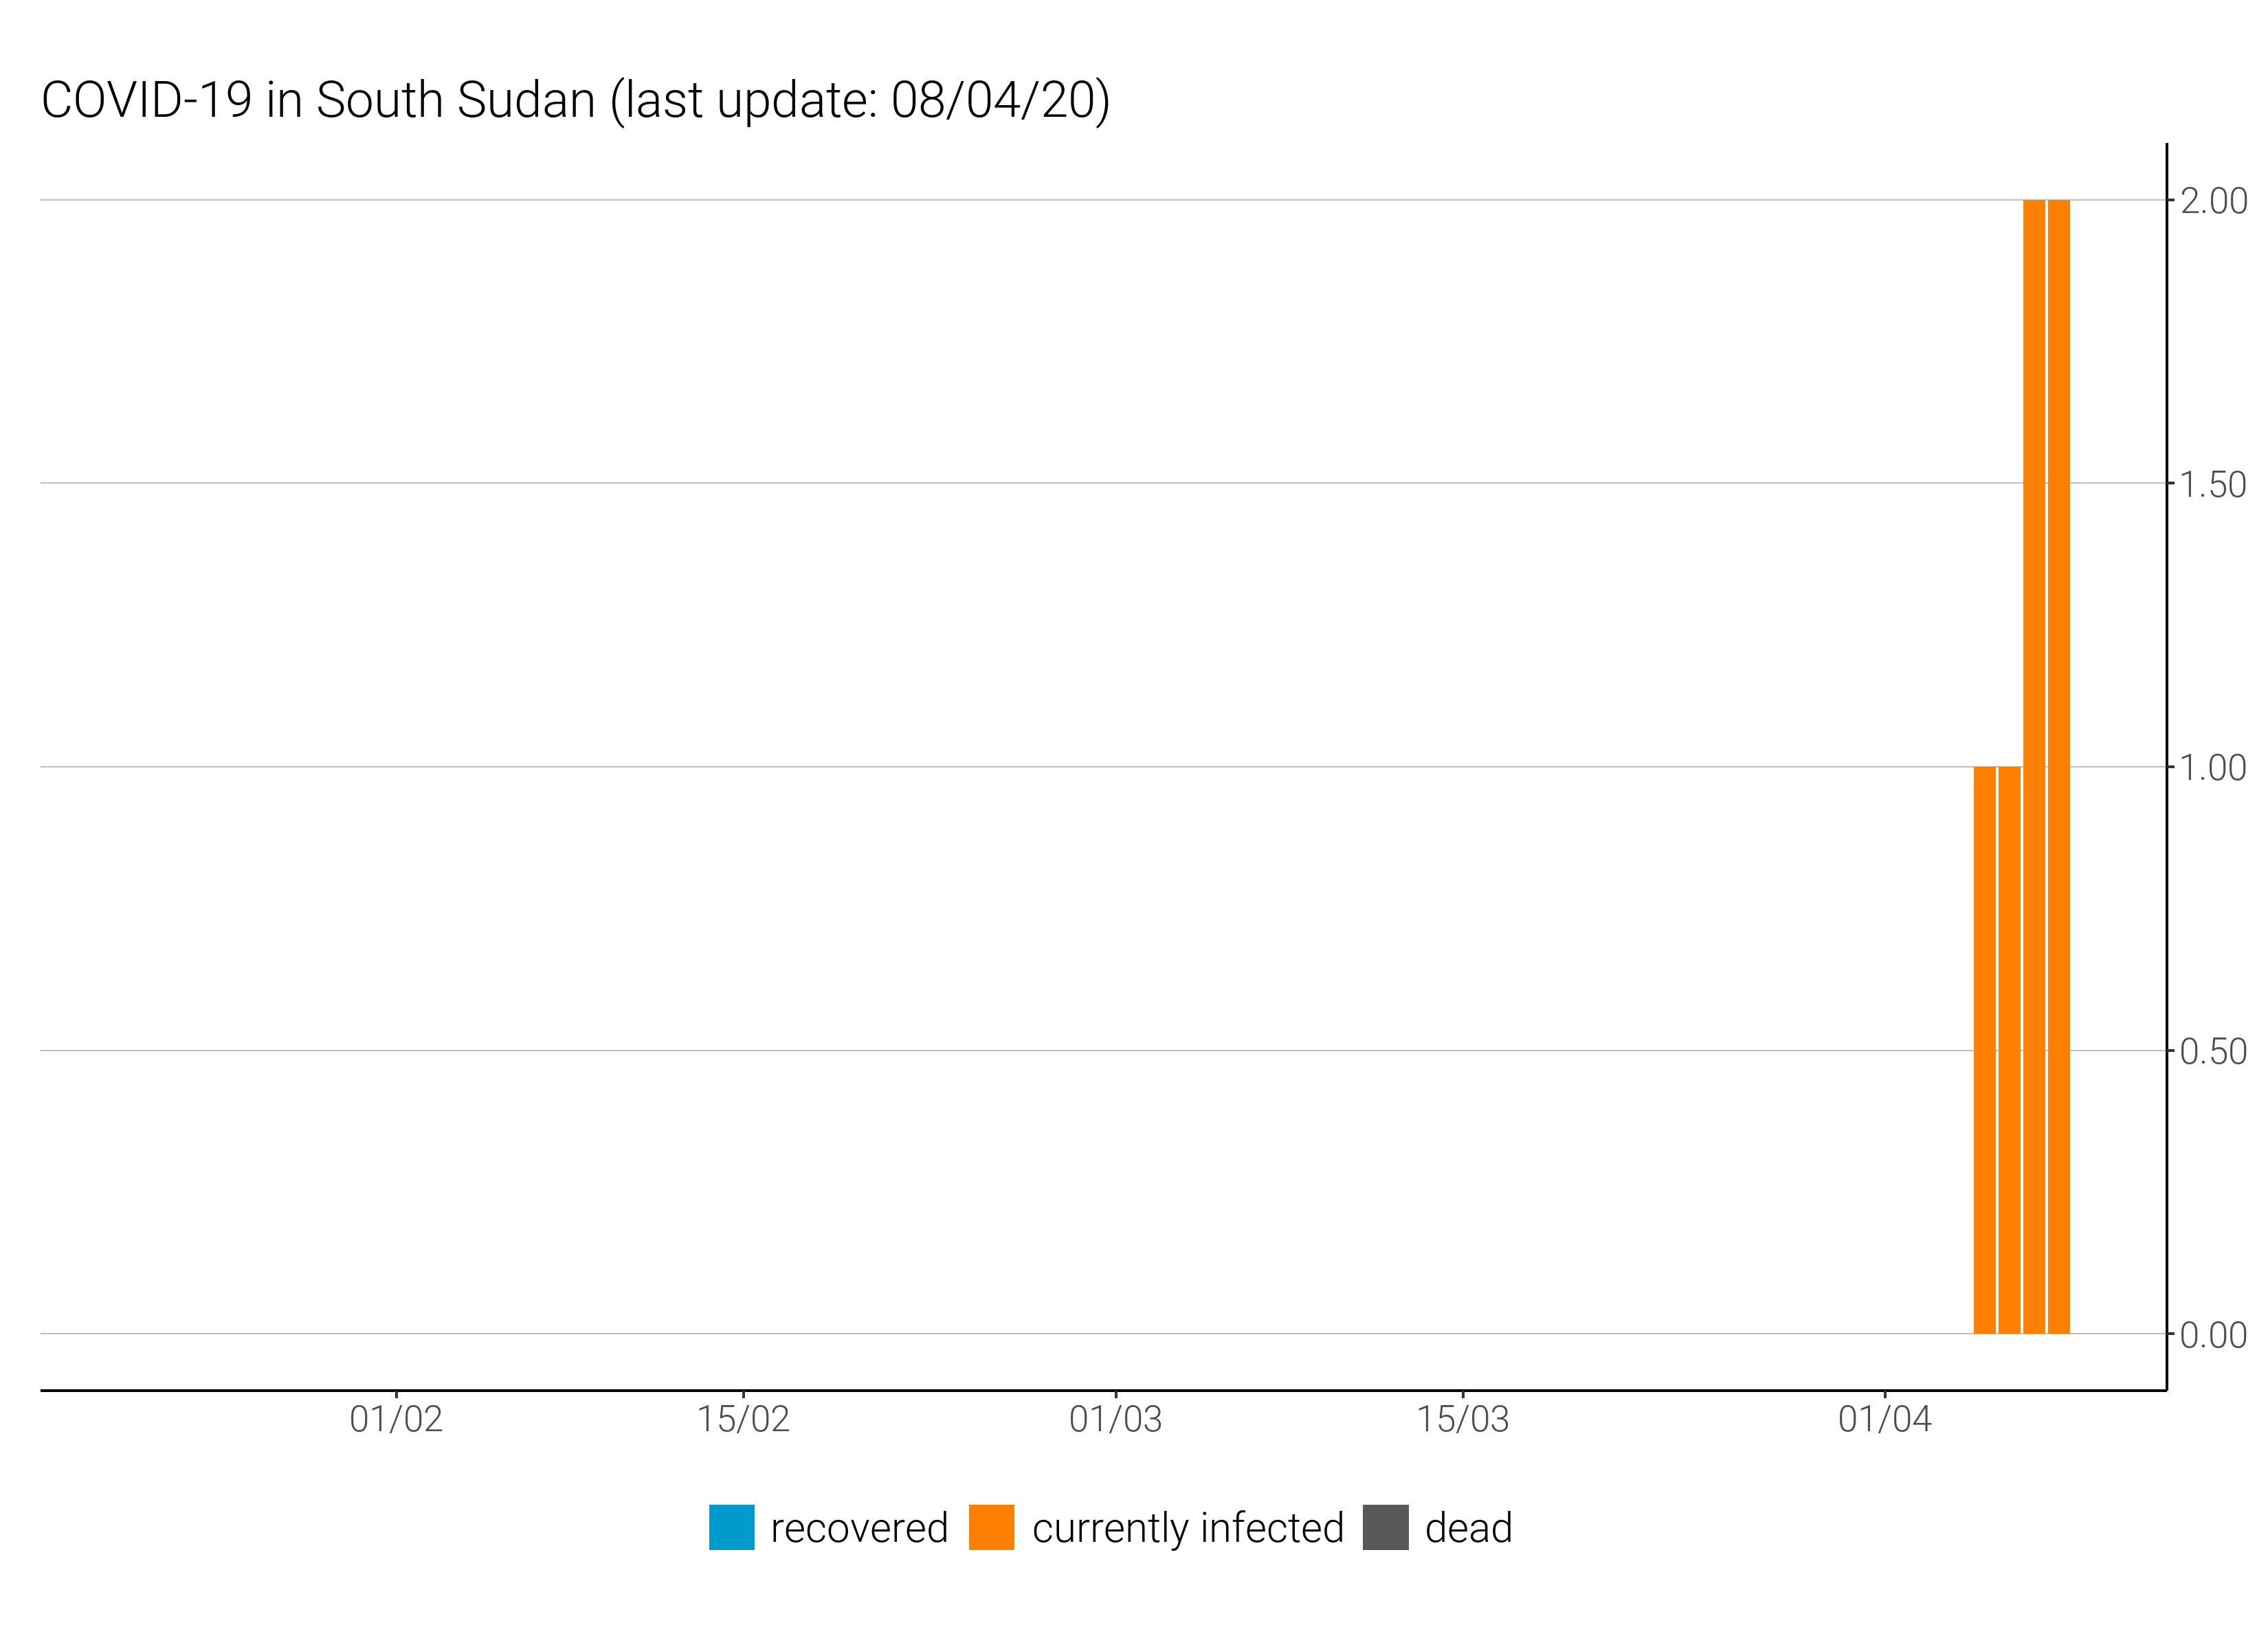 COVID-19 in South Sudan (last update: 08/04/20)
2.00
1.50
1.00
0.50
0.00
01/02 15/02 01/03 15/03 01/04
recovered currently infected dead